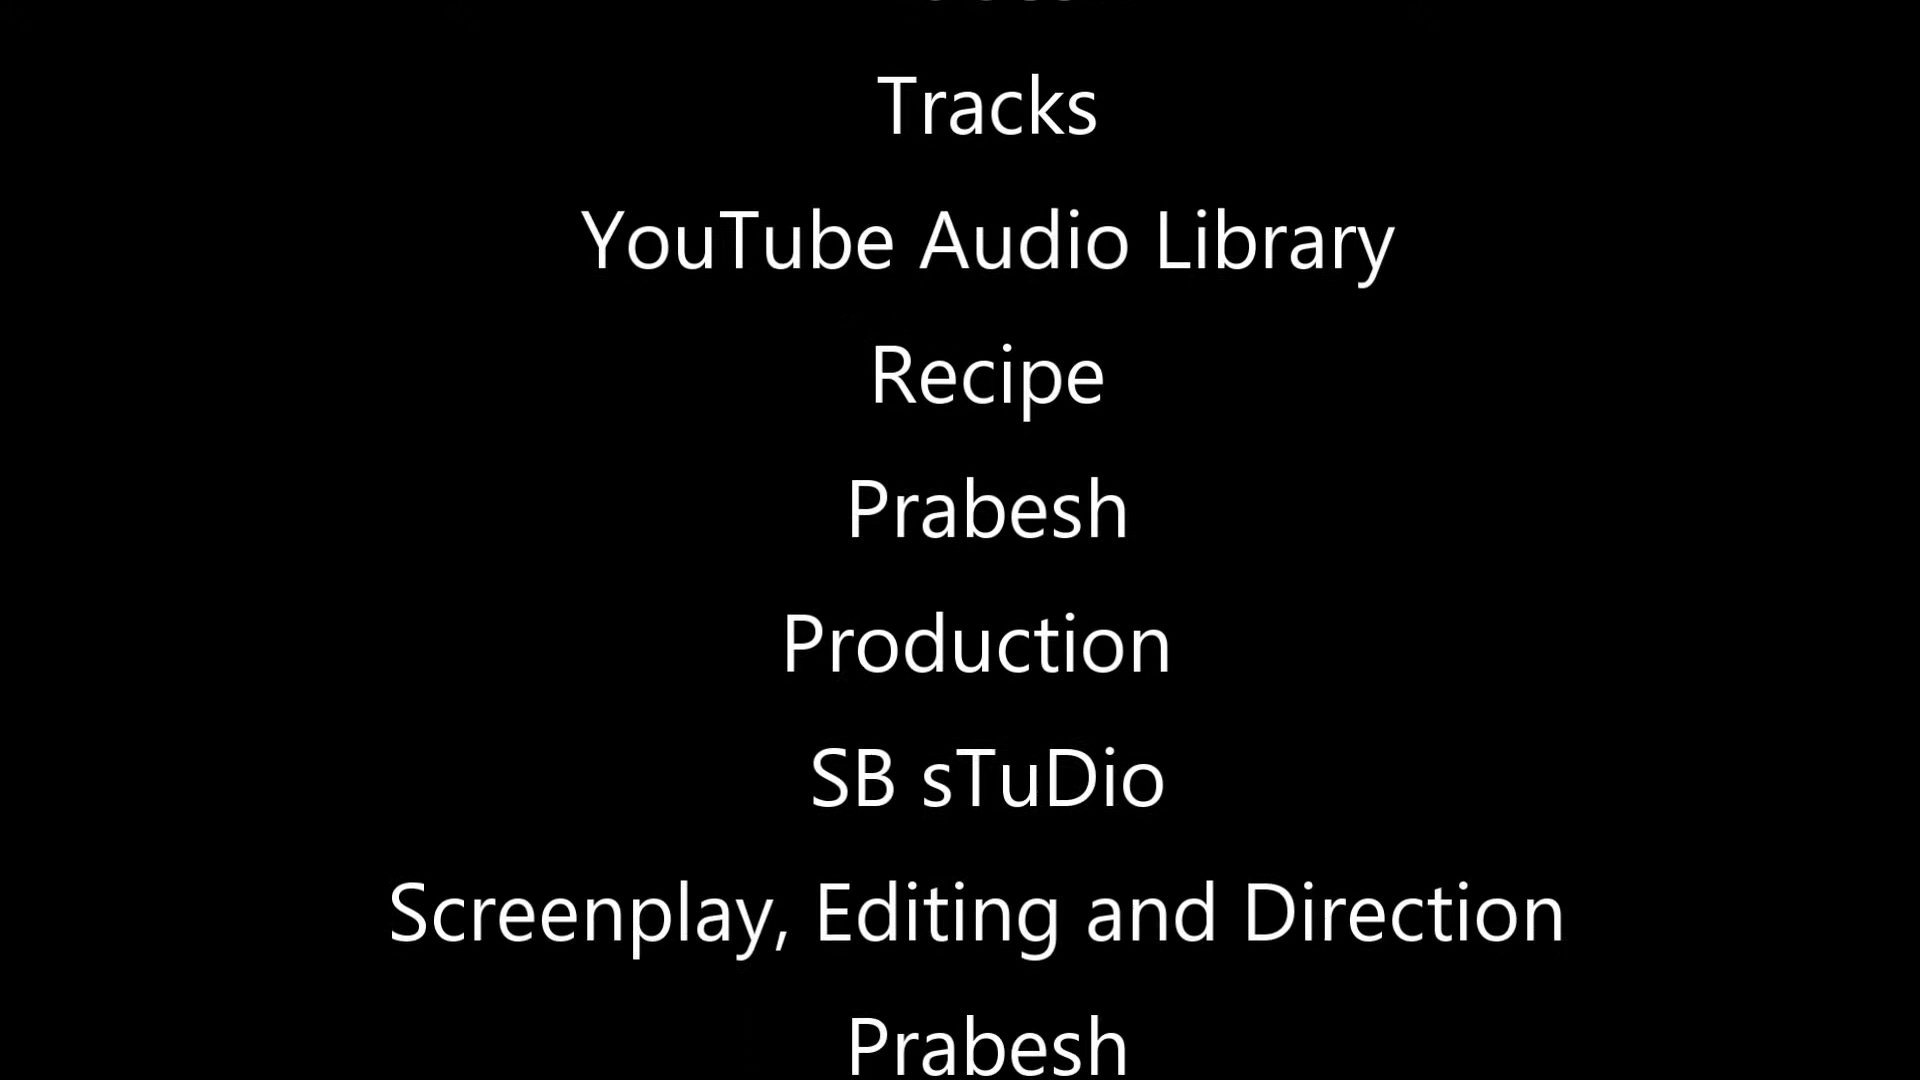 Tracks
YouTube Audio Library
Recipe
Prabesh
Production
SB sTuDio
Screenplay, Editing and Direction
Prabesh